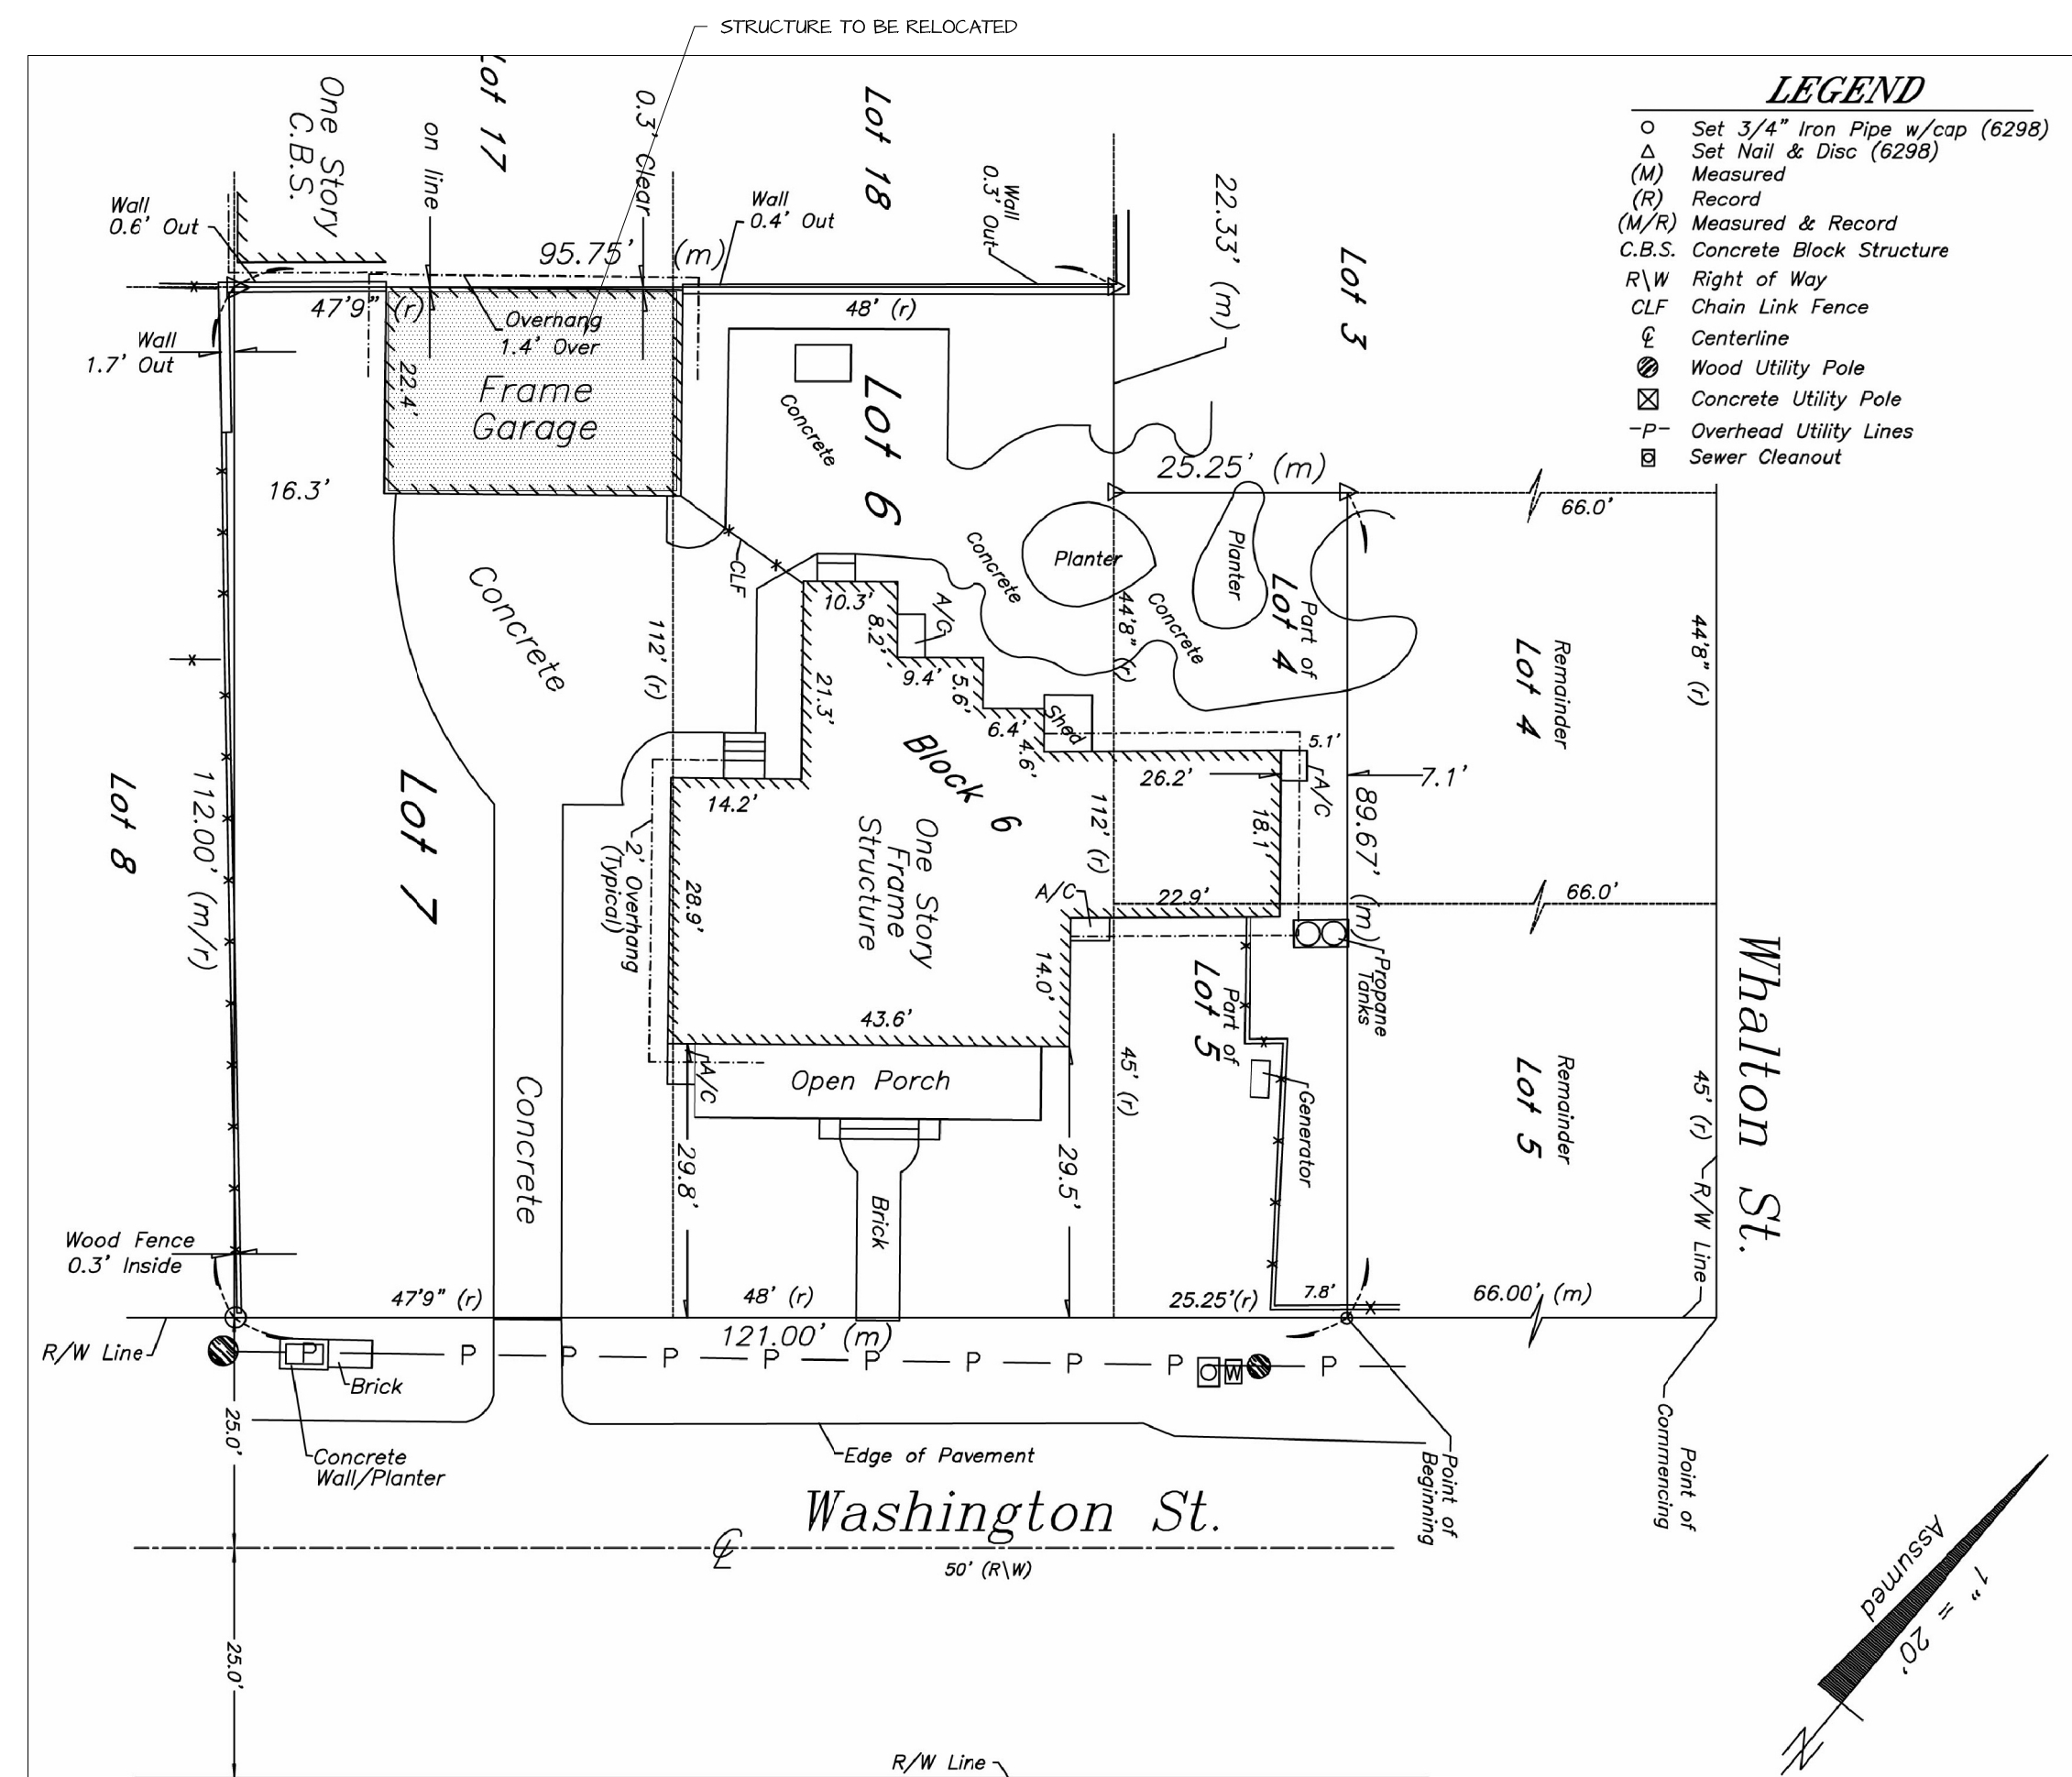 STRUCTURE TO BE RELOCATED
LEGEND
Set 3/4" Iron Pipe w/cap (6298)
Set Nail & Disc (6298)
(M) Measured
(R) Record
(M/R) Measured & Record
C.B.S. Concrete Block Structure
R\W Right of Way
CLF Chain Link Fence
℄ Centerline
Wood Utility Pole
Concrete Utility Pole
-P- Overhead Utility Lines
Sewer Cleanout
One Story
C.B.S.
Lot 17
on line
0.3' Clear
Lot 18
Wall
0.6' Out
Wall
0.4' Out
Wall
0.3' Out
95.75' (m)
22.33' (m)
Lot 3
47'9" (r)
48' (r)
Wall
1.7' Out
Overhang
1.4' Over
22.4'
Frame
Garage
Concrete
Lot 6
16.3'
25.25' (m)
66.0'
Concrete
CLF
112' (r)
10.3'
8.2'
A/C
9.4'
5.6'
6.4'
4.6'
Shed
Concrete
Planter
44'8" (r)
Concrete
Planter
Part of
Lot 4
Remainder
Lot 4
44'8" (r)
21.3'
Block 6
14.2'
26.2'
5.1'
A/C
7.1'
Lot 8
112.00' (m/r)
Lot 7
2' Overhang
(Typical)
28.9'
One Story
Frame
Structure
112' (r)
18.1'
89.67' (m)
22.9'
66.0'
A/C
14.0'
43.6'
Propane
Tanks
Part of
Lot 5
Remainder
Lot 5
45' (r)
45' (r)
Whalton St.
R/W Line
A/C
Open Porch
Generator
Concrete
29.8'
Brick
29.5'
Wood Fence
0.3' Inside
47'9" (r)
48' (r)
25.25'(r)
7.8'
66.00' (m)
121.00' (m)
R/W Line
P P P P P P P P P P
W
Brick
Concrete
Wall/Planter
Edge of Pavement
Point of
Beginning
Point of
Commencing
25.0'
Washington St.
℄
50' (R\W)
25.0'
Assumed
1" = 20'
N
R/W Line